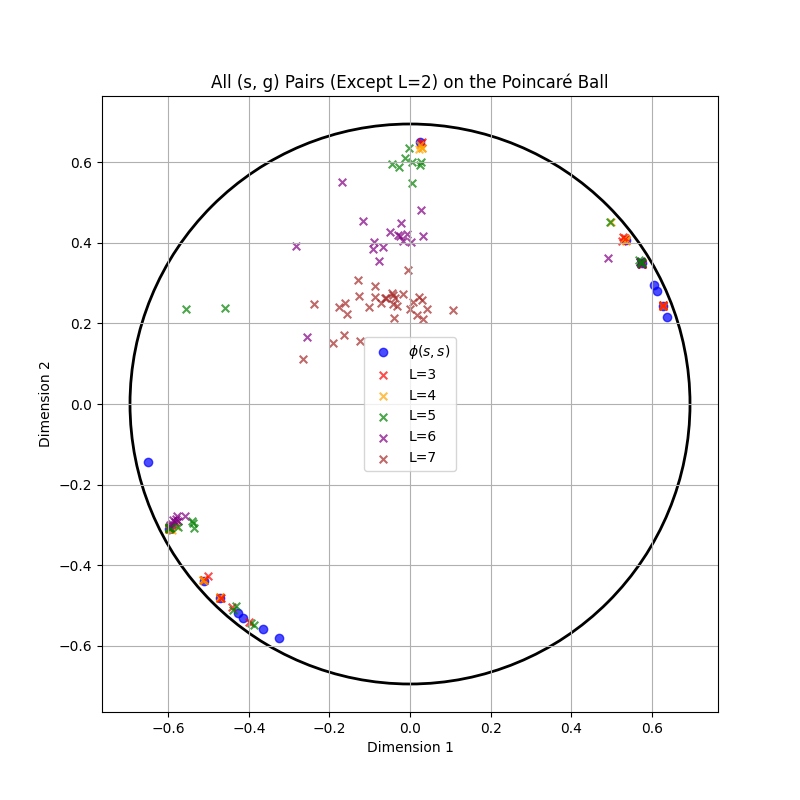 All (s, g) Pairs (Except L=2) on the Poincaré Ball
Dimension 2
0.6
0.4
0.2
0.0
−0.2
−0.4
−0.6
ϕ(s, s)
L=3
L=4
L=5
L=6
L=7
−0.6 −0.4 −0.2 0.0 0.2 0.4 0.6
Dimension 1